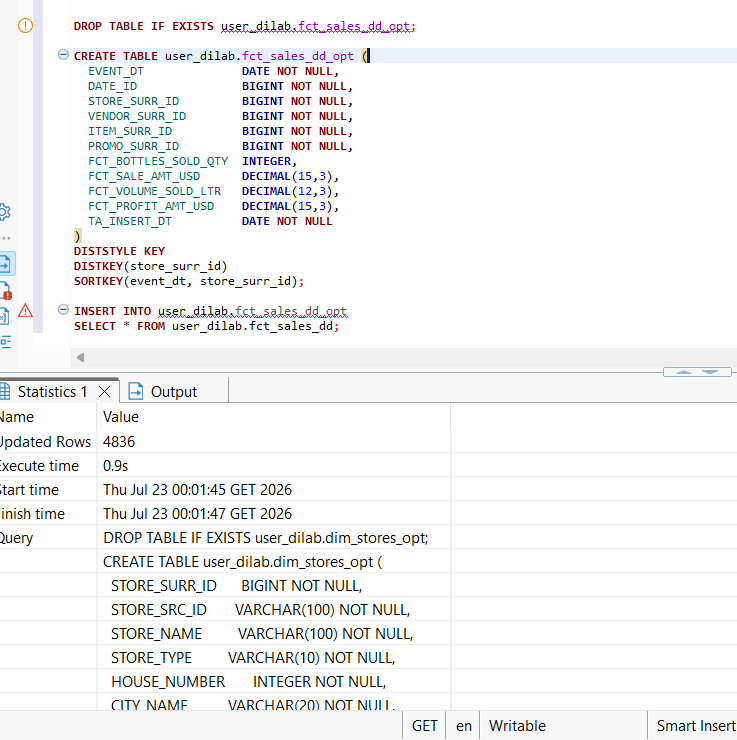 DROP TABLE IF EXISTS user_dilab.fct_sales_dd_opt;
CREATE TABLE user_dilab.fct_sales_dd_opt (
EVENT_DT DATE NOT NULL,
DATE_ID BIGINT NOT NULL,
STORE_SURR_ID BIGINT NOT NULL,
VENDOR_SURR_ID BIGINT NOT NULL,
ITEM_SURR_ID BIGINT NOT NULL,
PROMO_SURR_ID BIGINT NOT NULL,
FCT_BOTTLES_SOLD_QTY INTEGER,
FCT_SALE_AMT_USD DECIMAL(15,3),
FCT_VOLUME_SOLD_LTR DECIMAL(12,3),
FCT_PROFIT_AMT_USD DECIMAL(15,3),
TA_INSERT_DT DATE NOT NULL
)
DISTSTYLE KEY
DISTKEY(store_surr_id)
SORTKEY(event_dt, store_surr_id);
INSERT INTO user_dilab.fct_sales_dd_opt
SELECT * FROM user_dilab.fct_sales_dd;
Statistics 1 Output
Name Value
Updated Rows 4836
Execute time 0.9s
Start time Thu Jul 23 00:01:45 GET 2026
Finish time Thu Jul 23 00:01:47 GET 2026
Query DROP TABLE IF EXISTS user_dilab.dim_stores_opt;
CREATE TABLE user_dilab.dim_stores_opt (
STORE_SURR_ID BIGINT NOT NULL,
STORE_SRC_ID VARCHAR(100) NOT NULL,
STORE_NAME VARCHAR(100) NOT NULL,
STORE_TYPE VARCHAR(10) NOT NULL,
HOUSE_NUMBER INTEGER NOT NULL,
CITY_NAME VARCHAR(20) NOT NULL,
GET en Writable Smart Insert